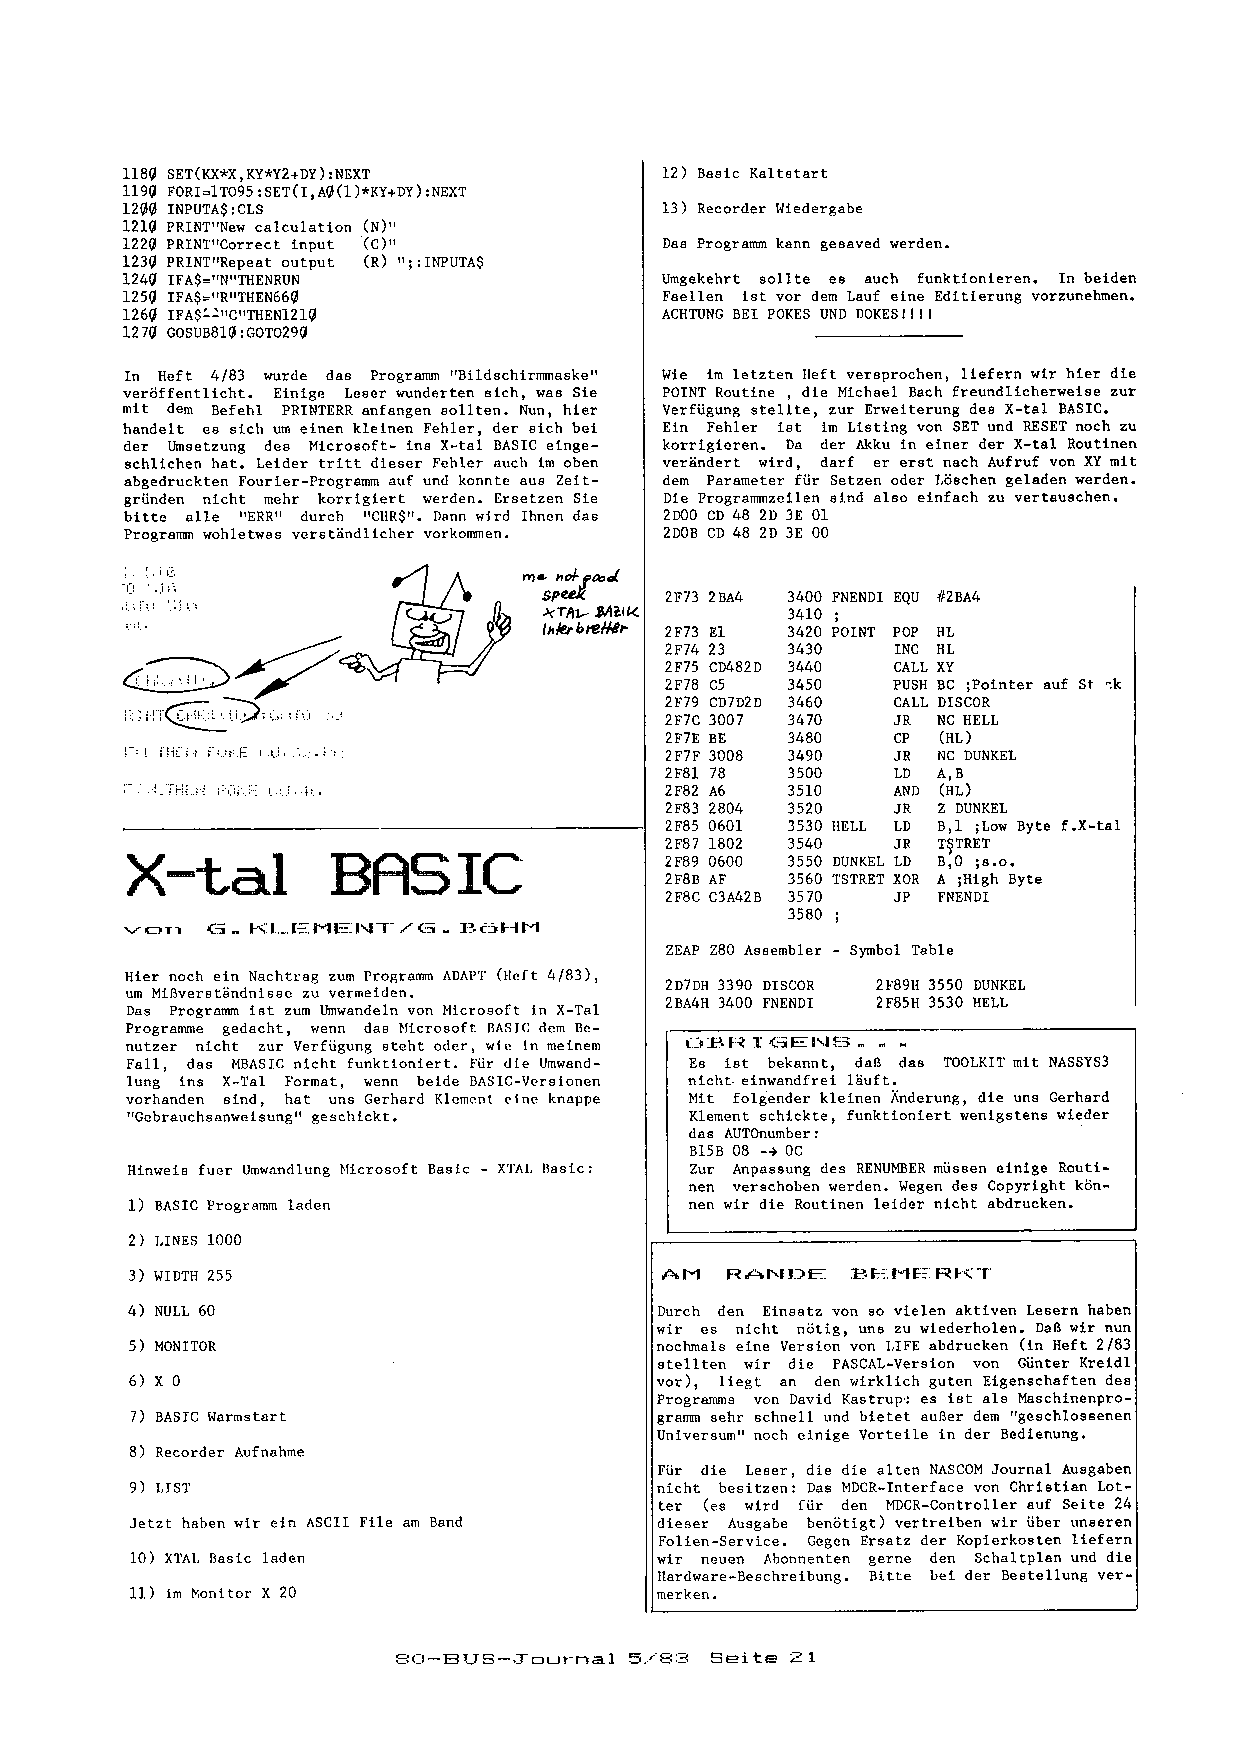 118Ø SET(KX*X,KY*Y2+DY):NEXT
119Ø FORI=1TO95:SET(I,AØ(1)*KY+DY):NEXT
12ØØ INPUTA$:CLS
121Ø PRINT"New calculation (N)"
122Ø PRINT"Correct input   (C)"
123Ø PRINT"Repeat output   (R) ";:INPUTA$
124Ø IFA$="N"THENRUN
125Ø IFA$="R"THEN66Ø
126Ø IFA$ "C"THEN121Ø
127Ø GOSUB81Ø:GOTO29Ø
In Heft 4/83 wurde das Programm "Bildschirmmaske"
veröffentlicht. Einige Leser wunderten sich, was Sie
mit dem Befehl PRINTERR anfangen sollten. Nun, hier
handelt es sich um einen kleinen Fehler, der sich bei
der Umsetzung des Microsoft- ins X-tal BASIC einge-
schlichen hat. Leider tritt dieser Fehler auch im oben
abgedruckten Fourier-Programm auf und konnte aus Zeit-
gründen nicht mehr korrigiert werden. Ersetzen Sie
bitte alle "ERR" durch "CHR$". Dann wird Ihnen das
Programm wohletwas verständlicher vorkommen.
me not good
speek
XTAL BAZIK
interbretter
X-tal BASIC
von G. KLEMENT/G. BöHM
Hier noch ein Nachtrag zum Programm ADAPT (Heft 4/83),
um Mißverständnisse zu vermeiden.
Das Programm ist zum Umwandeln von Microsoft in X-Tal
Programme gedacht, wenn das Microsoft BASIC dem Be-
nutzer nicht zur Verfügung steht oder, wie in meinem
Fall, das MBASIC nicht funktioniert. Für die Umwand-
lung ins X-Tal Format, wenn beide BASIC-Versionen
vorhanden sind, hat uns Gerhard Klement eine knappe
"Gebrauchsanweisung" geschickt.
Hinweis fuer Umwandlung Microsoft Basic - XTAL Basic:
1) BASIC Programm laden
2) LINES 1000
3) WIDTH 255
4) NULL 60
5) MONITOR
6) X 0
7) BASIC Warmstart
8) Recorder Aufnahme
9) LIST
Jetzt haben wir ein ASCII File am Band
10) XTAL Basic laden
11) im Monitor X 20
12) Basic Kaltstart
13) Recorder Wiedergabe
Das Programm kann gesaved werden.
Umgekehrt sollte es auch funktionieren. In beiden
Faellen ist vor dem Lauf eine Editierung vorzunehmen.
ACHTUNG BEI POKES UND DOKES!!!!
Wie im letzten Heft versprochen, liefern wir hier die
POINT Routine , die Michael Bach freundlicherweise zur
Verfügung stellte, zur Erweiterung des X-tal BASIC.
Ein Fehler ist im Listing von SET und RESET noch zu
korrigieren. Da der Akku in einer der X-tal Routinen
verändert wird, darf er erst nach Aufruf von XY mit
dem Parameter für Setzen oder Löschen geladen werden.
Die Programmzeilen sind also einfach zu vertauschen.
2D00 CD 48 2D 3E 01
2D0B CD 48 2D 3E 00
2F73 2BA4 3400 FNENDI EQU #2BA4
3410 ;
2F73 E1 3420 POINT POP HL
2F74 23 3430 INC HL
2F75 CD482D 3440 CALL XY
2F78 C5 3450 PUSH BC ;Pointer auf
2F79 CD7D2D 3460 CALL DISCOR
2F7C 3007 3470 JR NC HELL
2F7E BE 3480 CP (HL)
2F7F 3008 3490 JR NC DUNKEL
2F81 78 3500 LD A,B
2F82 A6 3510 AND (HL)
2F83 2804 3520 JR Z DUNKEL
2F85 0601 3530 HELL LD B,1 ;Low Byte f.X-tal
2F87 1802 3540 JR TSTRET
2F89 0600 3550 DUNKEL LD B,0 ;s.o.
2F8B AF 3560 TSTRET XOR A ;High Byte
2F8C C3A42B 3570 JP FNENDI
3580 ;
ZEAP Z80 Assembler - Symbol Table
2D7DH 3390 DISCOR 2F89H 3550 DUNKEL
2BA4H 3400 FNENDI 2F85H 3530 HELL
ÜBRIGENS...
Es ist bekannt, daß das TOOLKIT mit NASSYS3
nicht einwandfrei läuft.
Mit folgender kleinen Änderung, die uns Gerhard
Klement schickte, funktioniert wenigstens wieder
das AUTOnumber:
B15B 08 -→ 0C
Zur Anpassung des RENUMBER müssen einige Routi-
nen verschoben werden. Wegen des Copyright kön-
nen wir die Routinen leider nicht abdrucken.
AM RANDE BEMERKT
Durch den Einsatz von so vielen aktiven Lesern haben
wir es nicht nötig, uns zu wiederholen. Daß wir nun
nochmals eine Version von LIFE abdrucken (in Heft 2/83
stellten wir die PASCAL-Version von Günter Kreidl
vor), liegt an den wirklich guten Eigenschaften des
Programms von David Kastrup: es ist als Maschinenpro-
gramm sehr schnell und bietet außer dem "geschlossenen
Universum" noch einige Vorteile in der Bedienung.
Für die Leser, die die alten NASCOM Journal Ausgaben
nicht besitzen: Das MDCR-Interface von Christian Lot-
ter (es wird für den MDCR-Controller auf Seite 24
dieser Ausgabe benötigt) vertreiben wir über unseren
Folien-Service. Gegen Ersatz der Kopierkosten liefern
wir neuen Abonnenten gerne den Schaltplan und die
Hardware-Beschreibung. Bitte bei der Bestellung ver-
merken.
80-BUS-Journal 5/83 Seite 21